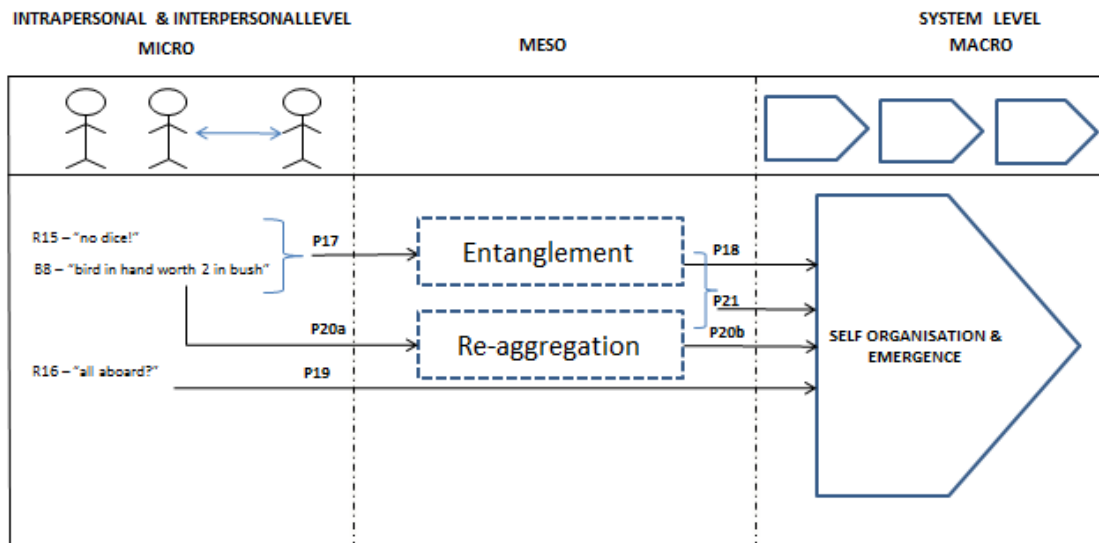 INTRAPERSONAL & INTERPERSONALLEVEL
MICRO
MESO
SYSTEM LEVEL
MACRO
R15 – "no dice!"
B8 – "bird in hand worth 2 in bush"
P17
Entanglement
P18
P21
P20a
Re-aggregation
P20b
SELF ORGANISATION &
EMERGENCE
R16 – "all aboard?"
P19